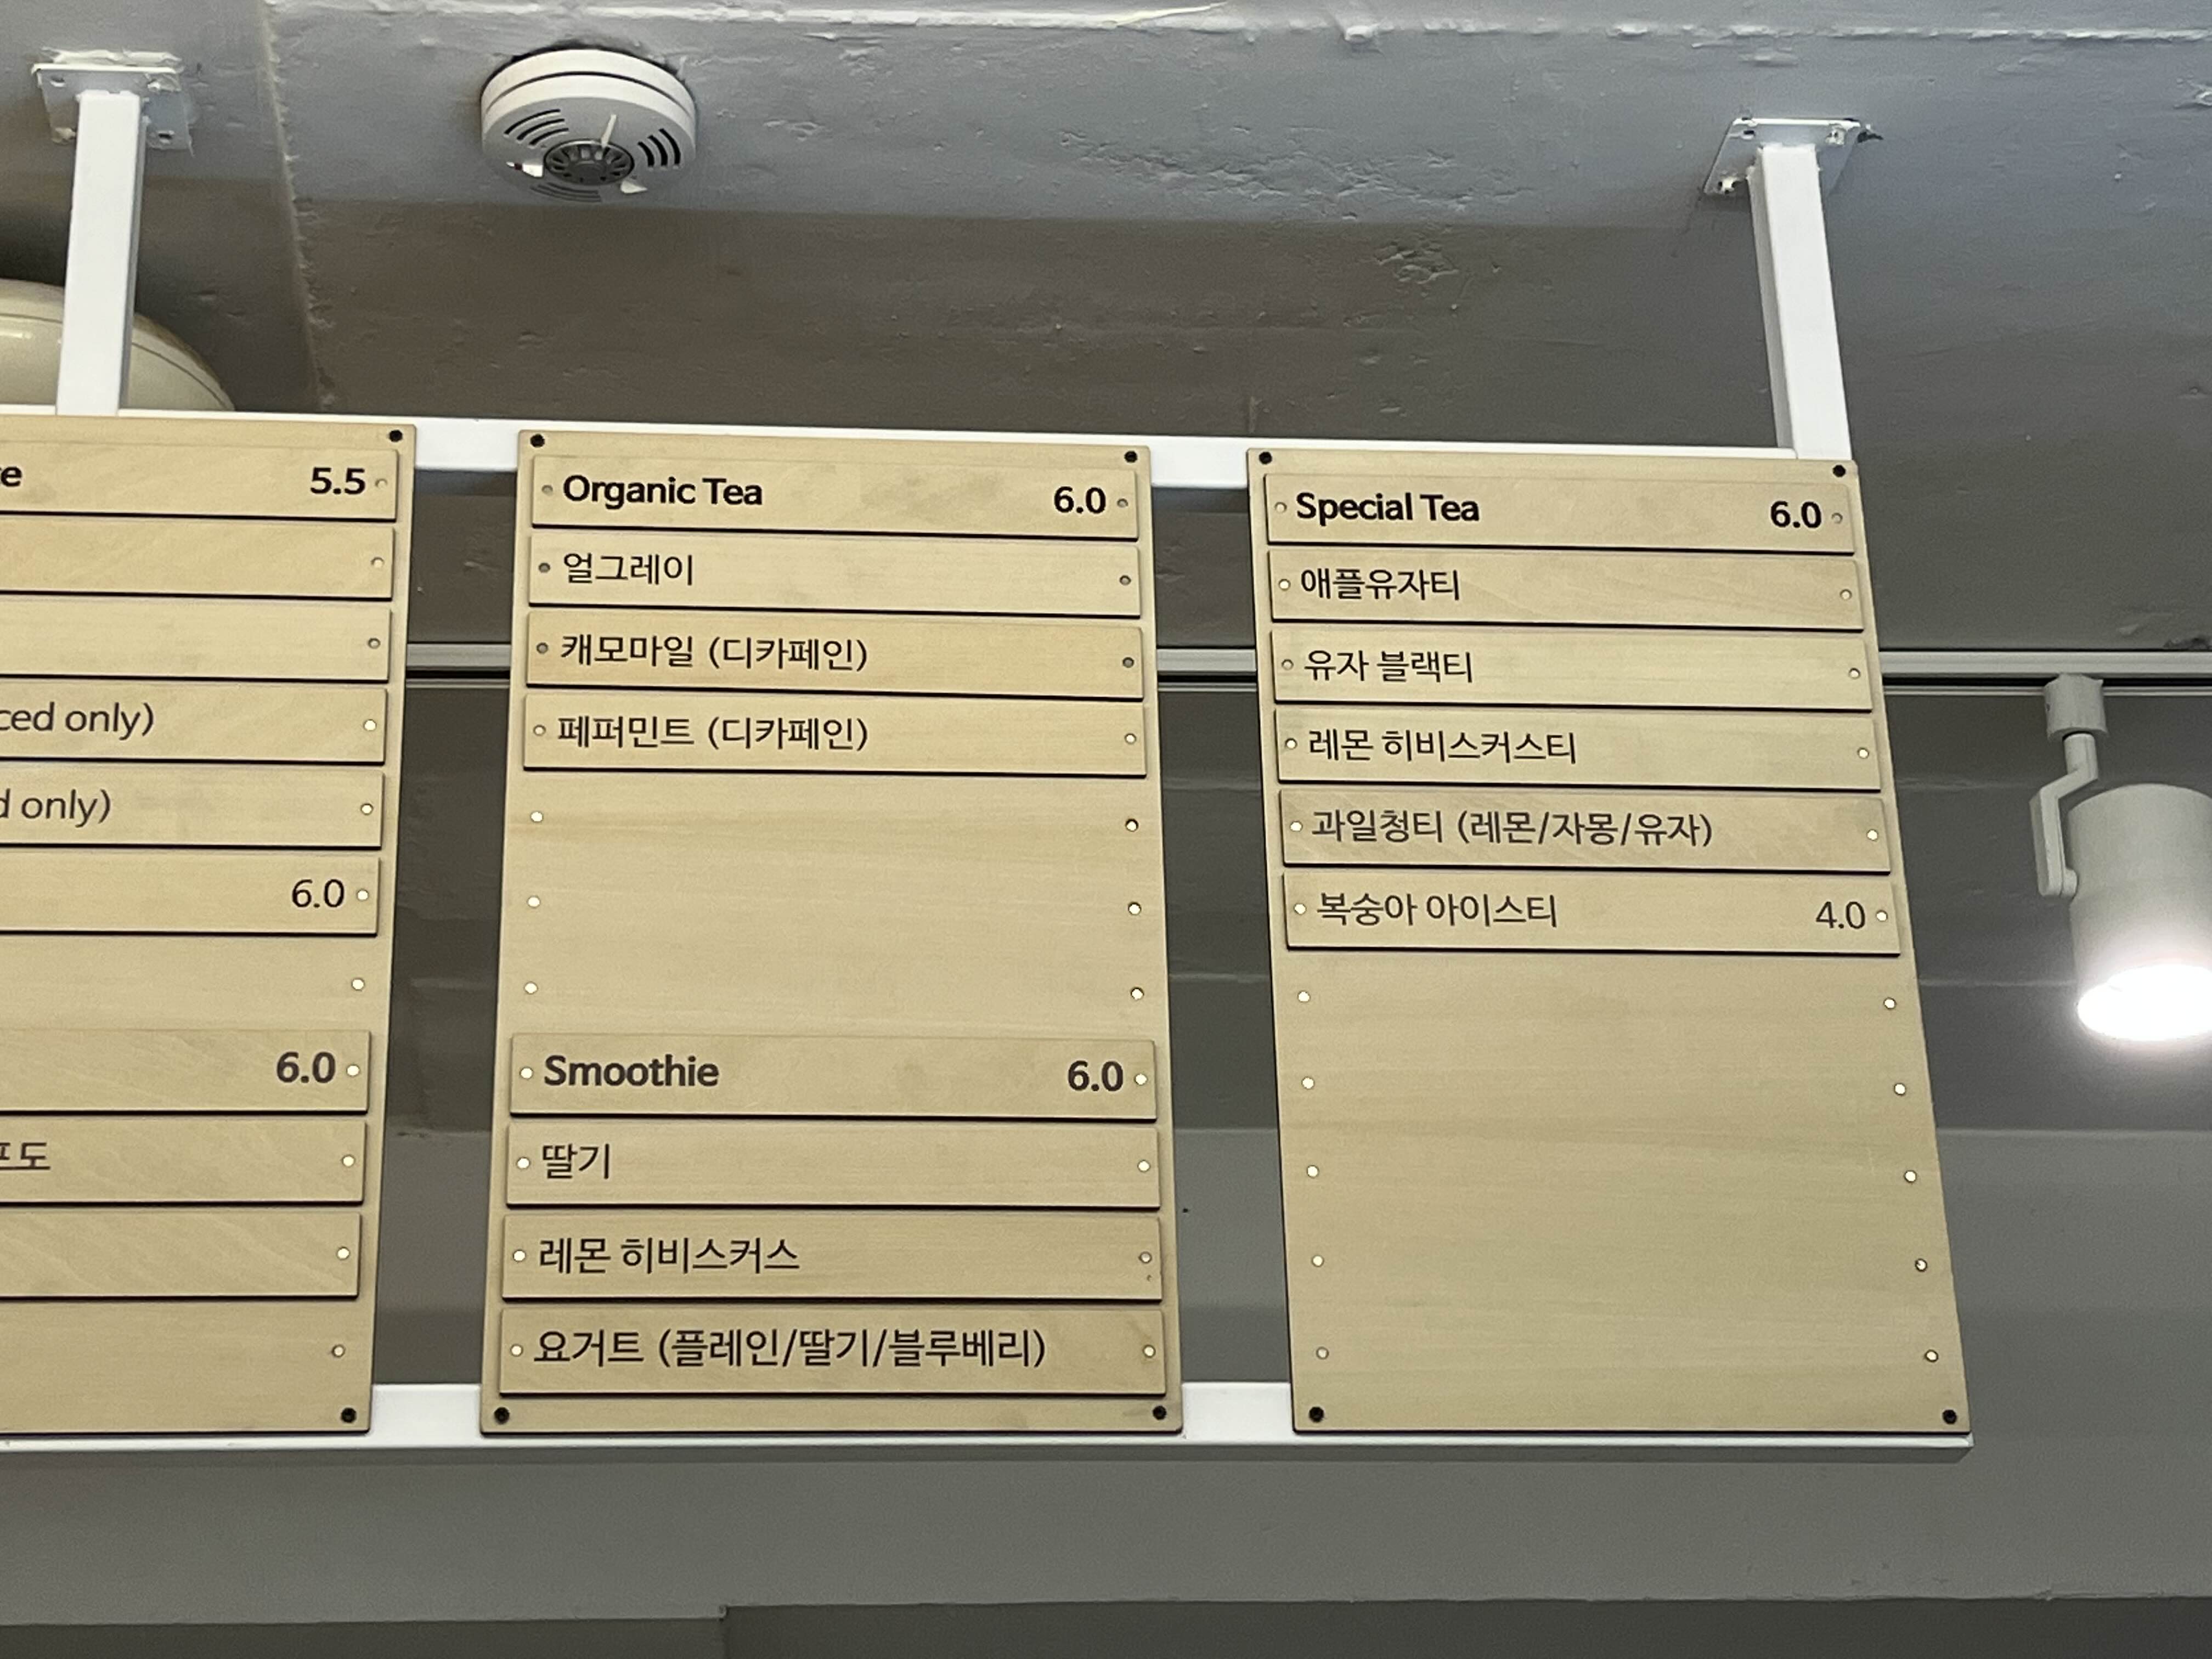 5.5
ced only)
d only)
6.0
6.0
도
Organic Tea 6.0
얼그레이
캐모마일 (디카페인)
페퍼민트 (디카페인)
Smoothie 6.0
딸기
레몬 히비스커스
요거트 (플레인/딸기/블루베리)
Special Tea 6.0
애플유자티
유자 블랙티
레몬 히비스커스티
과일청티 (레몬/자몽/유자)
복숭아 아이스티 4.0